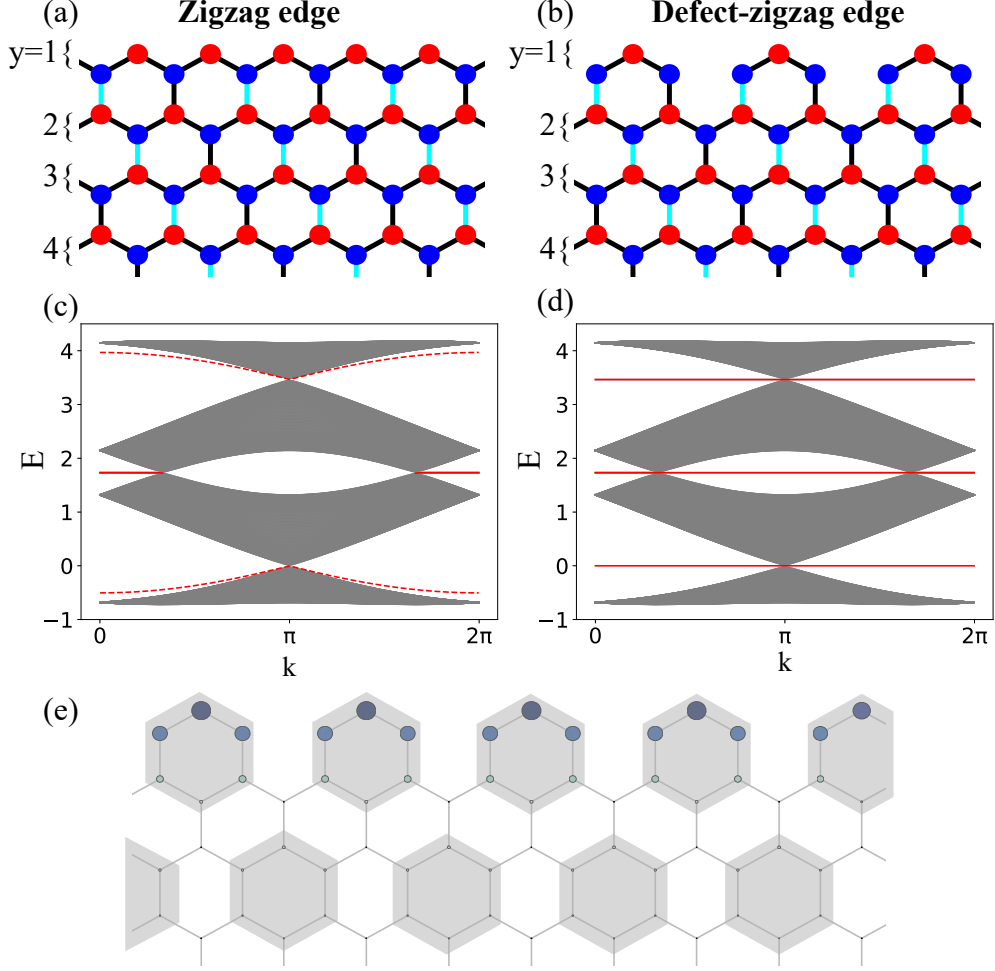 (a) Zigzag edge
y=1{
2{
3{
4{
(b) Defect-zigzag edge
y=1{
2{
3{
4{
(c)
E
4
3
2
1
0
−1
0 π 2π
k
(d)
E
4
3
2
1
0
−1
0 π 2π
k
(e)